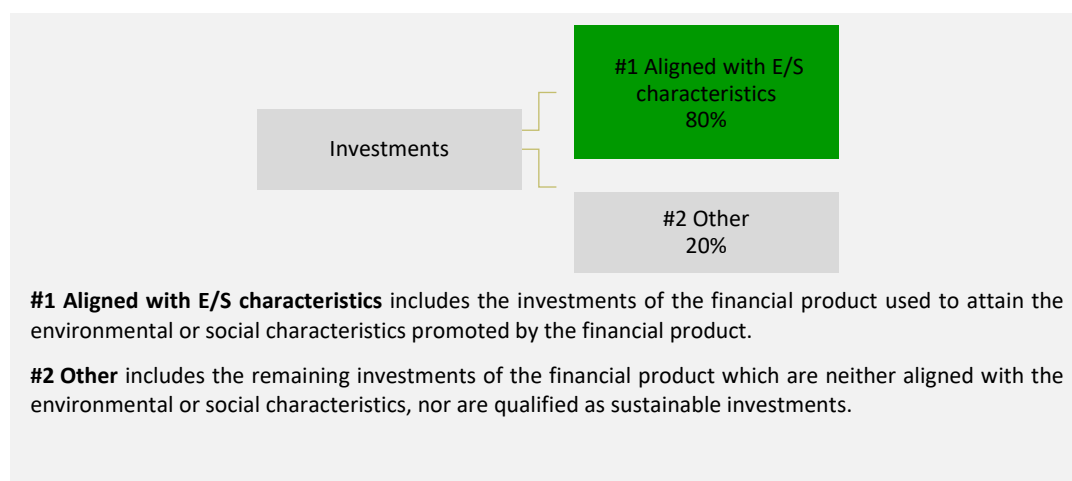 #1 Aligned with E/S
characteristics
80%
Investments
#2 Other
20%
#1 Aligned with E/S characteristics includes the investments of the financial product used to attain the
environmental or social characteristics promoted by the financial product.
#2 Other includes the remaining investments of the financial product which are neither aligned with the
environmental or social characteristics, nor are qualified as sustainable investments.